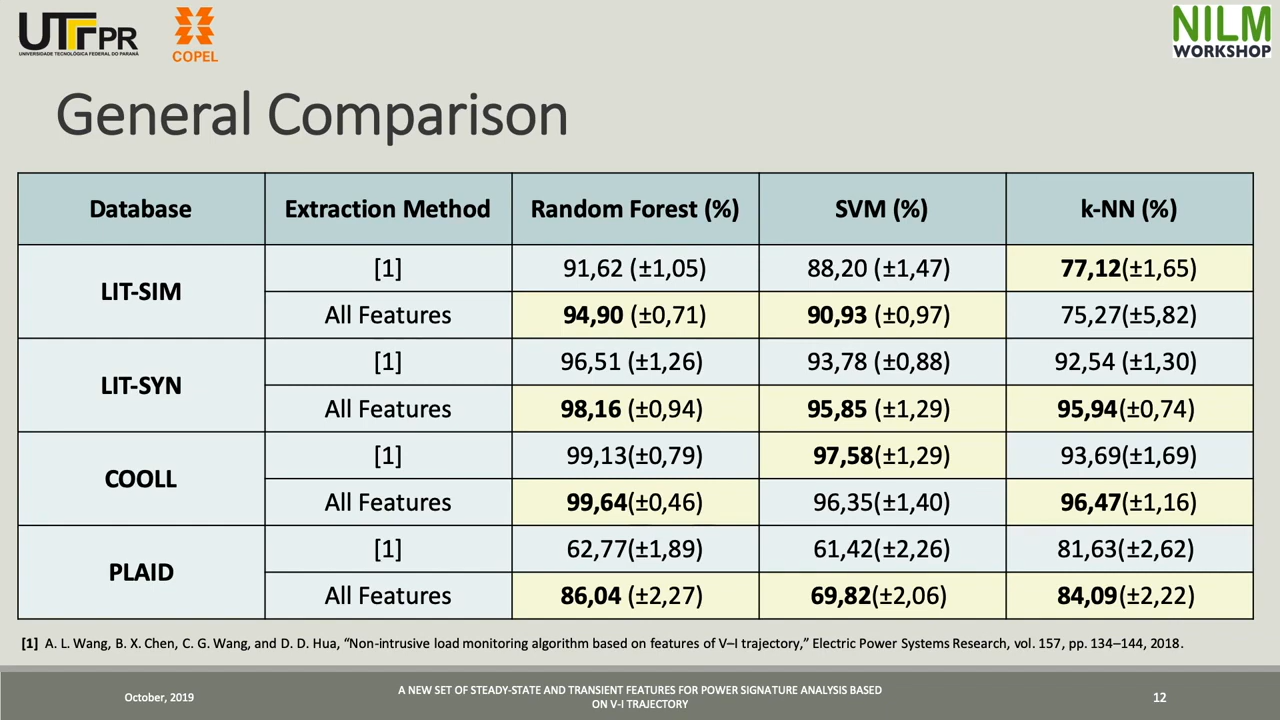 UTFPR
UNIVERSIDADE TECNOLÓGICA FEDERAL DO PARANÁ
COPEL
NILM
WORKSHOP
General Comparison
Database Extraction Method Random Forest (%) SVM (%) k-NN (%)
LIT-SIM
[1] 91,62 (±1,05) 88,20 (±1,47) 77,12(±1,65)
All Features 94,90 (±0,71) 90,93 (±0,97) 75,27(±5,82)
LIT-SYN
[1] 96,51 (±1,26) 93,78 (±0,88) 92,54 (±1,30)
All Features 98,16 (±0,94) 95,85 (±1,29) 95,94(±0,74)
COOLL
[1] 99,13(±0,79) 97,58(±1,29) 93,69(±1,69)
All Features 99,64(±0,46) 96,35(±1,40) 96,47(±1,16)
PLAID
[1] 62,77(±1,89) 61,42(±2,26) 81,63(±2,62)
All Features 86,04 (±2,27) 69,82(±2,06) 84,09(±2,22)
[1] A. L. Wang, B. X. Chen, C. G. Wang, and D. D. Hua, “Non-intrusive load monitoring algorithm based on features of V–I trajectory,” Electric Power Systems Research, vol. 157, pp. 134–144, 2018.
October, 2019
A NEW SET OF STEADY-STATE AND TRANSIENT FEATURES FOR POWER SIGNATURE ANALYSIS BASED
ON V-I TRAJECTORY
12